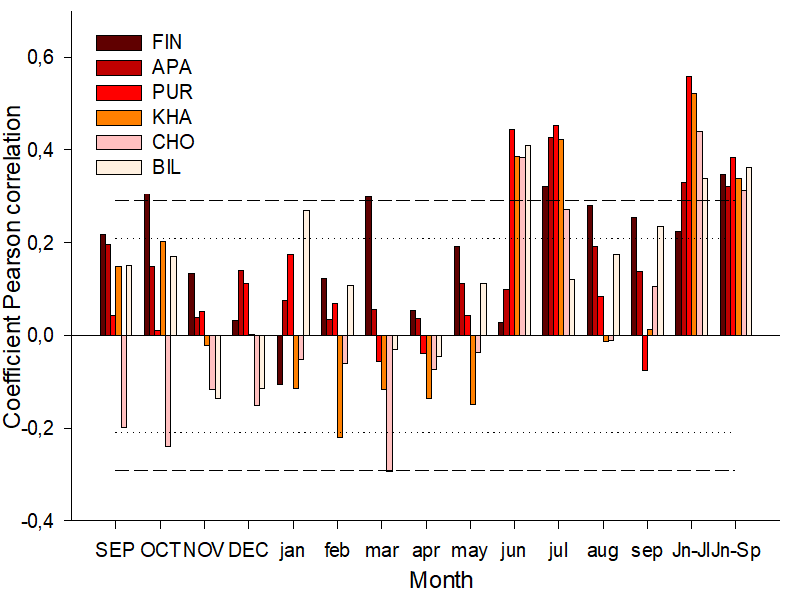 FIN
APA
PUR
KHA
CHO
BIL
Coefficient Pearson correlation
0,6
0,4
0,2
0,0
-0,2
-0,4
SEP OCT NOV DEC jan feb mar apr may jun jul aug sep Jn-Jl Jn-Sp
Month